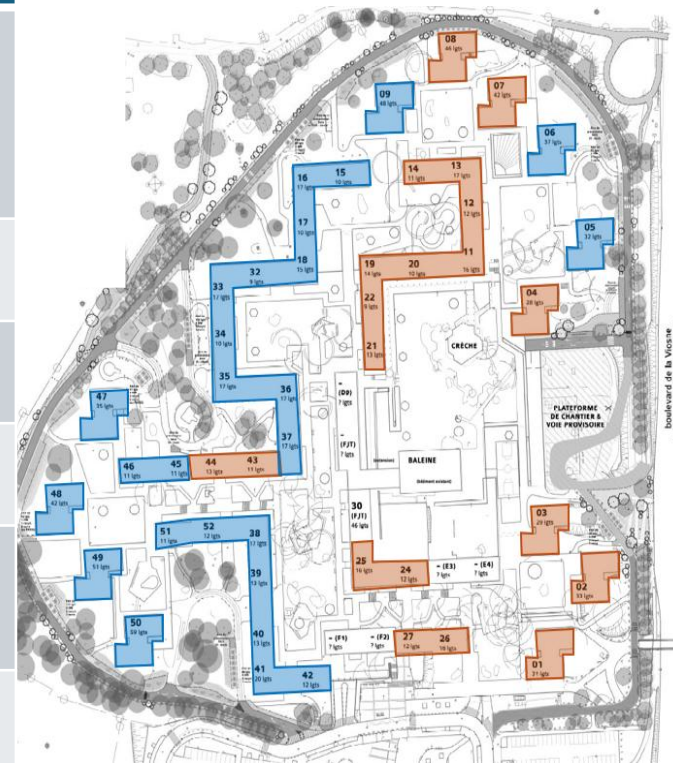 08
46 lgts
07
42 lgts
09
48 lgts
06
37 lgts
16
17 lgts
15
10 lgts
14
11 lgts
13
17 lgts
12
12 lgts
17
10 lgts
05
32 lgts
11
16 lgts
18
15 lgts
32
9 lgts
33
17 lgts
19
14 lgts
20
10 lgts
22
9 lgts
04
28 lgts
34
10 lgts
21
13 lgts
CRÈCHE
boulevard de la Viosne
35
17 lgts
36
17 lgts
- (D9)
? lgts
47
35 lgts
PLATEFORME
DE CHANTIER &
VOIE PROVISOIRE
37
17 lgts
- (FJT)
? lgts
46
11 lgts
45
11 lgts
44
13 lgts
43
11 lgts
(extension)
BALEINE
(bâtiment existant)
48
42 lgts
30
(FJT)
46 lgts
03
29 lgts
51
11 lgts
52
12 lgts
38
17 lgts
49
51 lgts
25
16 lgts
24
12 lgts
- (E3)
? lgts
- (E4)
? lgts
39
13 lgts
02
33 lgts
50
59 lgts
40
13 lgts
- (F1)
? lgts
- (F2)
? lgts
27
12 lgts
26
18 lgts
41
20 lgts
42
12 lgts
01
21 lgts